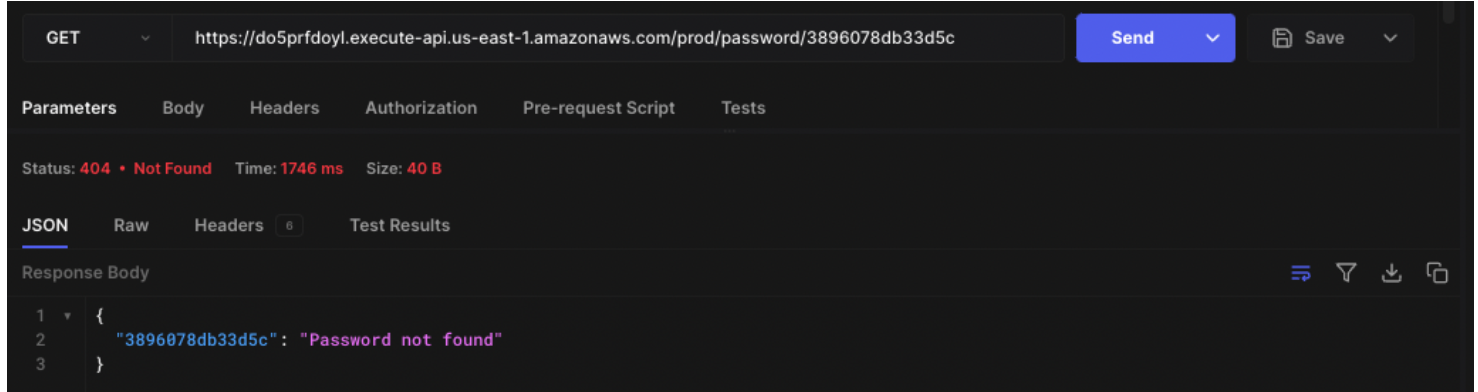 GET https://do5prfdoyl.execute-api.us-east-1.amazonaws.com/prod/password/3896078db33d5c Send Save
Parameters Body Headers Authorization Pre-request Script Tests
Status: 404 • Not Found Time: 1746 ms Size: 40 B
JSON Raw Headers 6 Test Results
Response Body
1 {
2 "3896078db33d5c": "Password not found"
3 }